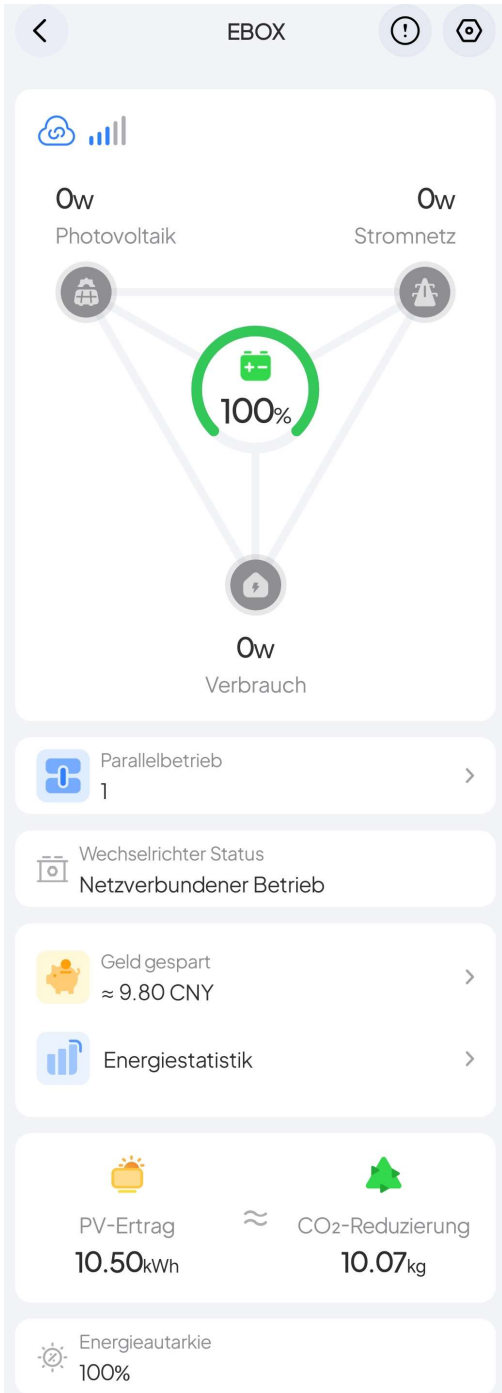 EBOX
0W
Photovoltaik
0W
Stromnetz
100%
0W
Verbrauch
Parallelbetrieb
1
Wechselrichter Status
Netzverbundener Betrieb
Geld gespart
≈ 9.80 CNY
Energiestatistik
PV-Ertrag
10.50kWh
≈
CO2-Reduzierung
10.07kg
Energieautarkie
100%